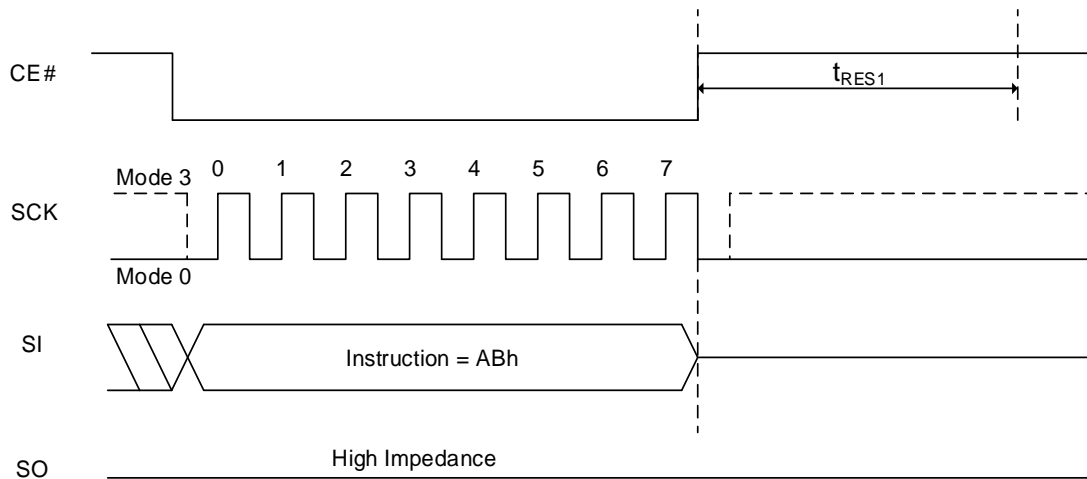 CE#
tRES1
0 1 2 3 4 5 6 7
Mode 3
SCK
Mode 0
SI
Instruction = ABh
High Impedance
SO